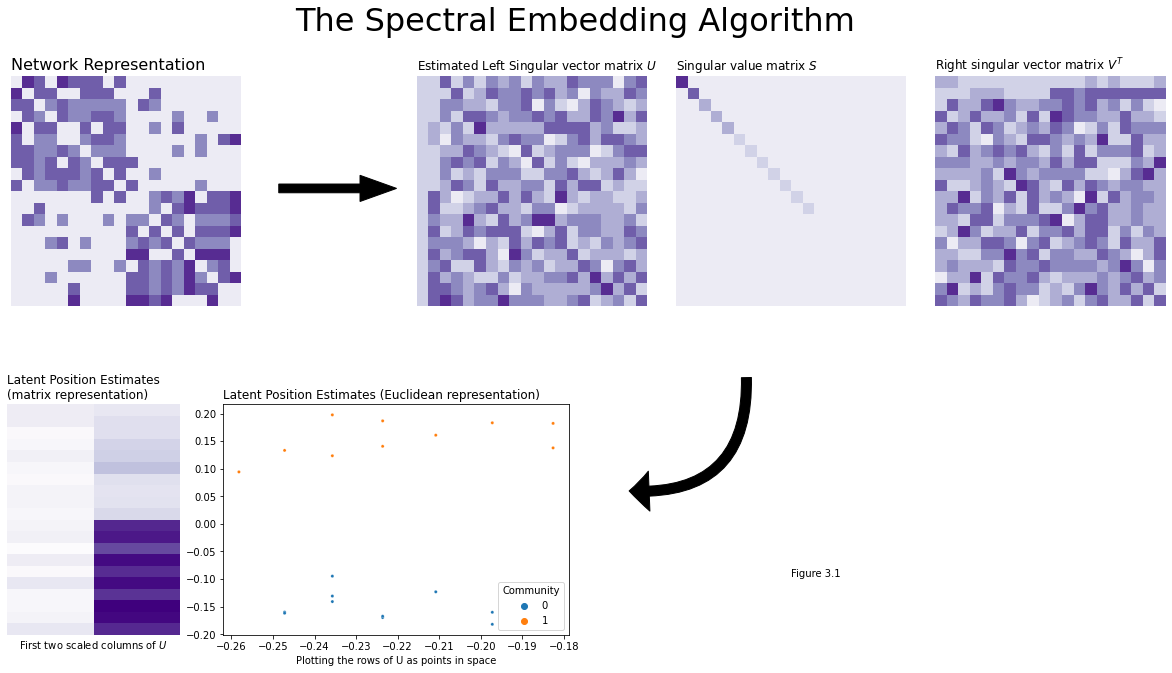 The Spectral Embedding Algorithm
Network Representation
Estimated Left Singular vector matrix U
Singular value matrix S
Right singular vector matrix V^T
Latent Position Estimates
(matrix representation)
First two scaled columns of U
Latent Position Estimates (Euclidean representation)
0.20
0.15
0.10
0.05
0.00
−0.05
−0.10
−0.15
−0.20
Community
0
1
−0.26 −0.25 −0.24 −0.23 −0.22 −0.21 −0.20 −0.19 −0.18
Plotting the rows of U as points in space
Figure 3.1